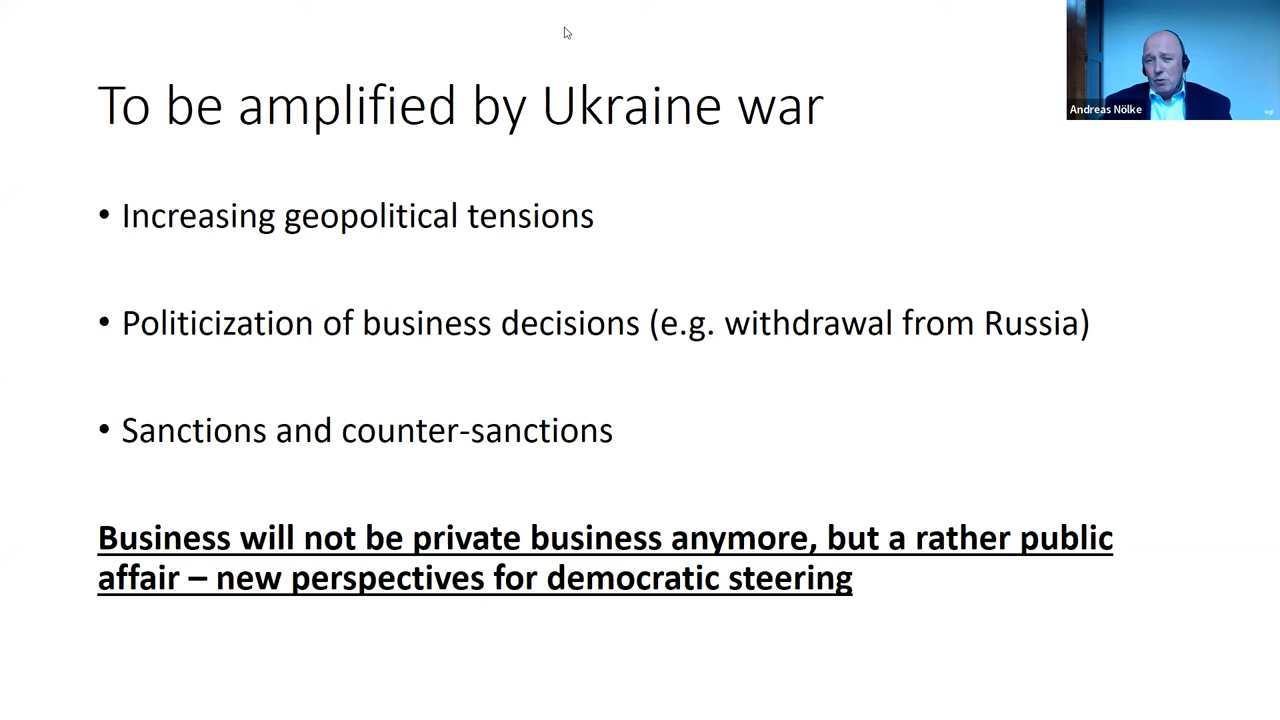 To be amplified by Ukraine war
Andreas Nölke
• Increasing geopolitical tensions
• Politicization of business decisions (e.g. withdrawal from Russia)
• Sanctions and counter-sanctions
Business will not be private business anymore, but a rather public
affair – new perspectives for democratic steering